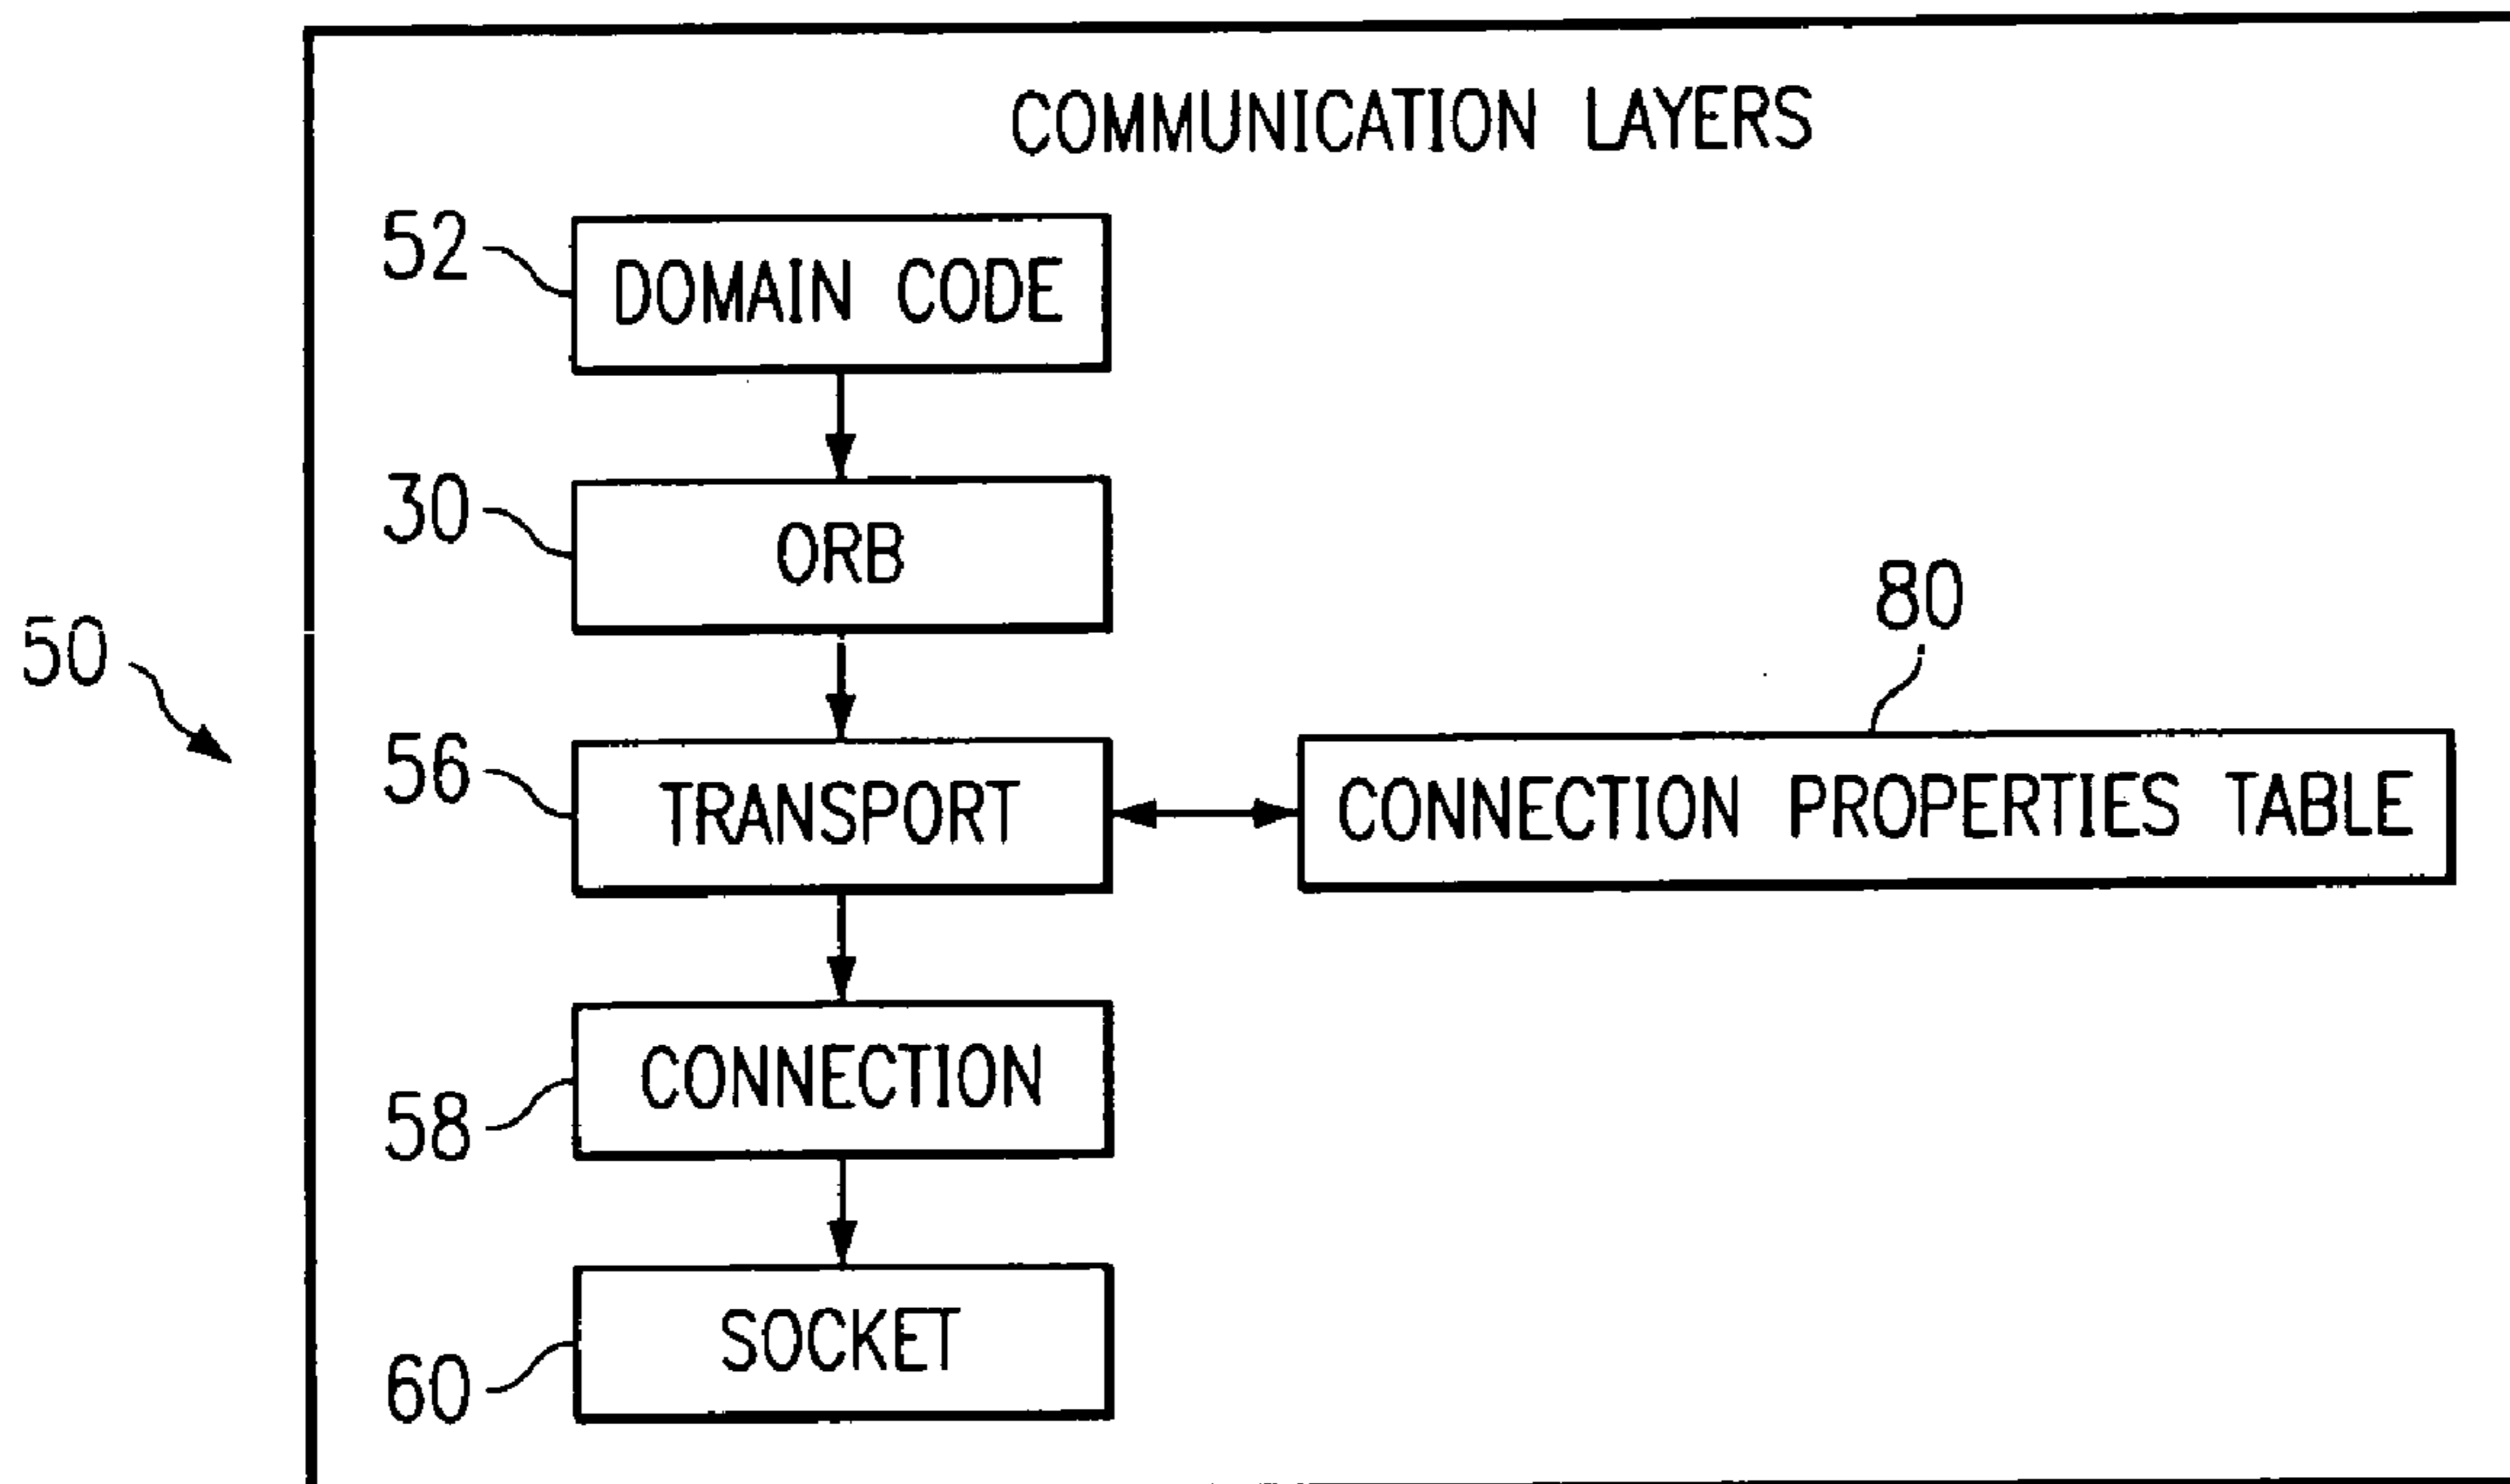 COMMUNICATION LAYERS
52 DOMAIN CODE
30 ORB
80
50
56 TRANSPORT CONNECTION PROPERTIES TABLE
58 CONNECTION
60 SOCKET